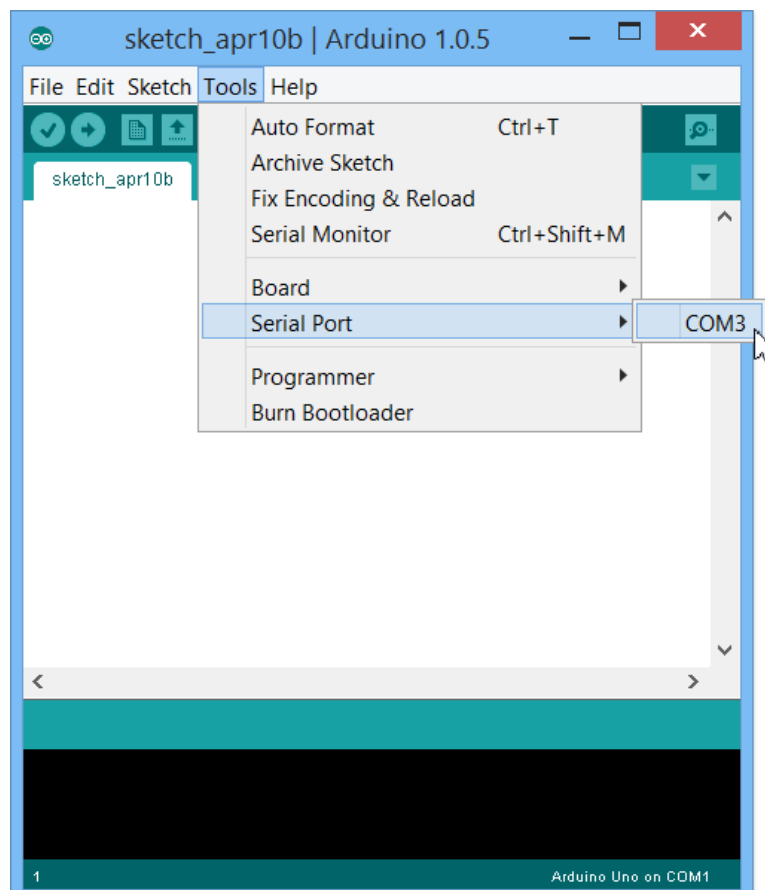 sketch_apr10b | Arduino 1.0.5
File Edit Sketch Tools Help
Auto Format Ctrl+T
sketch_apr10b
Archive Sketch
Fix Encoding & Reload
Serial Monitor Ctrl+Shift+M
Board
Serial Port COM3
Programmer
Burn Bootloader
1 Arduino Uno on COM1